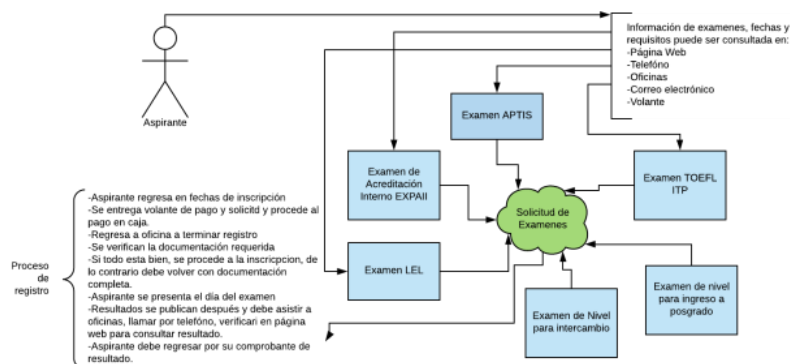 Aspirante
Información de examenes, fechas y
requisitos puede ser consultada en:
-Página Web
-Telefóno
-Oficinas
-Correo electrónico
-Volante
Examen APTIS
Examen de
Acreditación
Interno EXPAII
Examen TOEFL
ITP
Solicitud de
Examenes
Examen LEL
Examen de Nivel
para intercambio
Examen de nivel
para ingreso a
posgrado
Proceso
de
registro
-Aspirante regresa en fechas de inscripción
-Se entrega volante de pago y solicitd y procede al
pago en caja.
-Regresa a oficina a terminar registro
-Se verifican la documentación requerida
-Si todo esta bien, se procede a la inscripcpion, de
lo contrario debe volver con documentación
completa.
-Aspirante se presenta el día del examen
-Resultados se publican después y debe asistir a
oficinas, llamar por telefóno, verificari en página
web para consultar resultado.
-Aspirante debe regresar por su comprobante de
resultado.